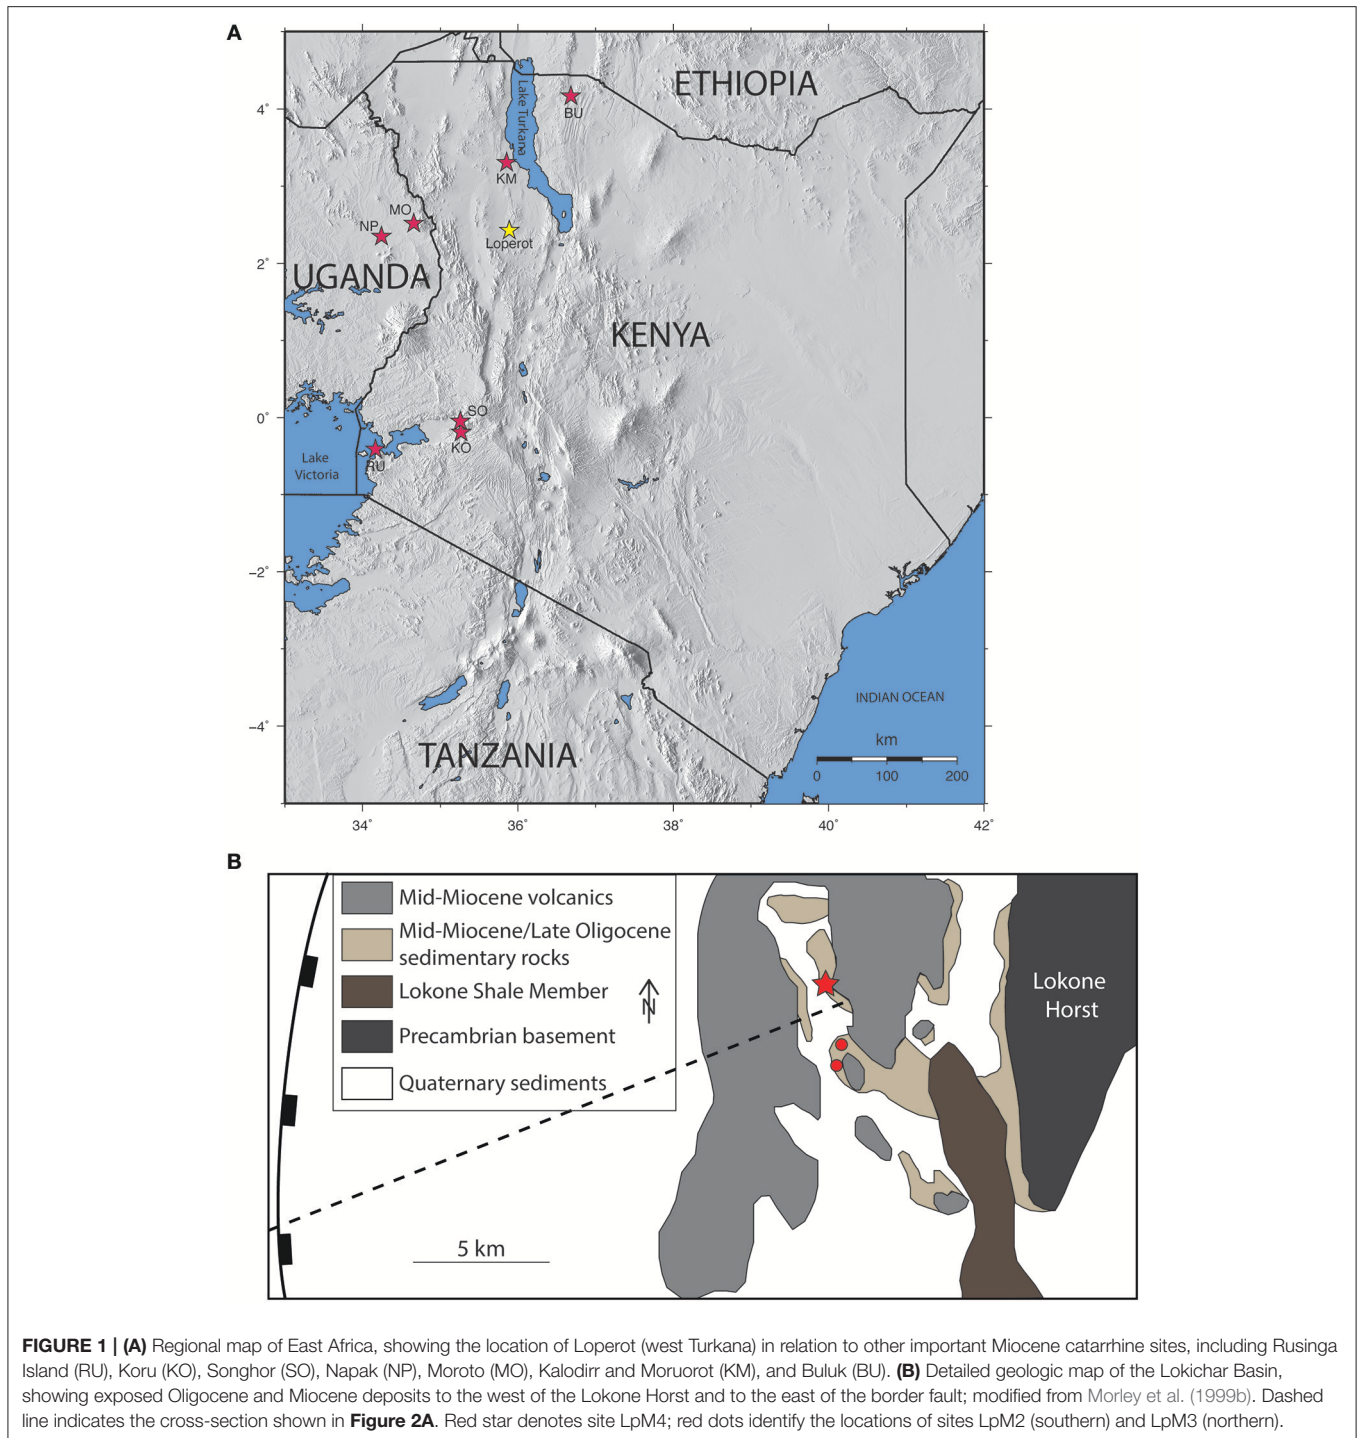 A
ETHIOPIA
4°
Lake Turkana
BU
KM
MO
NP
Loperot
2°
UGANDA
KENYA
0°
SO
KO
RU
Lake
Victoria
−2°
INDIAN OCEAN
km
−4°
TANZANIA
0 100 200
34° 36° 38° 40° 42°
B
Mid-Miocene volcanics
Mid-Miocene/Late Oligocene
sedimentary rocks
Lokone Shale Member
N
Precambrian basement
Quaternary sediments
Lokone
Horst
5 km
FIGURE 1 | (A) Regional map of East Africa, showing the location of Loperot (west Turkana) in relation to other important Miocene catarrhine sites, including Rusinga
Island (RU), Koru (KO), Songhor (SO), Napak (NP), Moroto (MO), Kalodirr and Moruorot (KM), and Buluk (BU). (B) Detailed geologic map of the Lokichar Basin,
showing exposed Oligocene and Miocene deposits to the west of the Lokone Horst and to the east of the border fault; modified from Morley et al. (1999b). Dashed
line indicates the cross-section shown in Figure 2A. Red star denotes site LpM4; red dots identify the locations of sites LpM2 (southern) and LpM3 (northern).